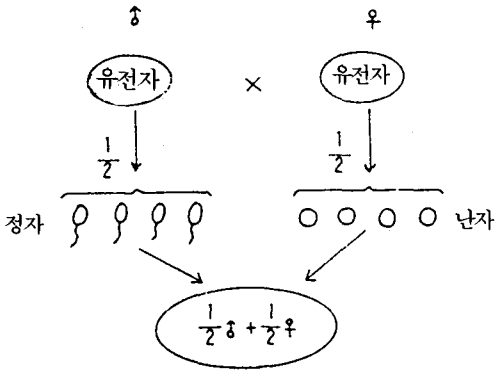 ♂ ♀
유전자 × 유전자
1/2 1/2
정자 난자
1/2 ♂ + 1/2 ♀